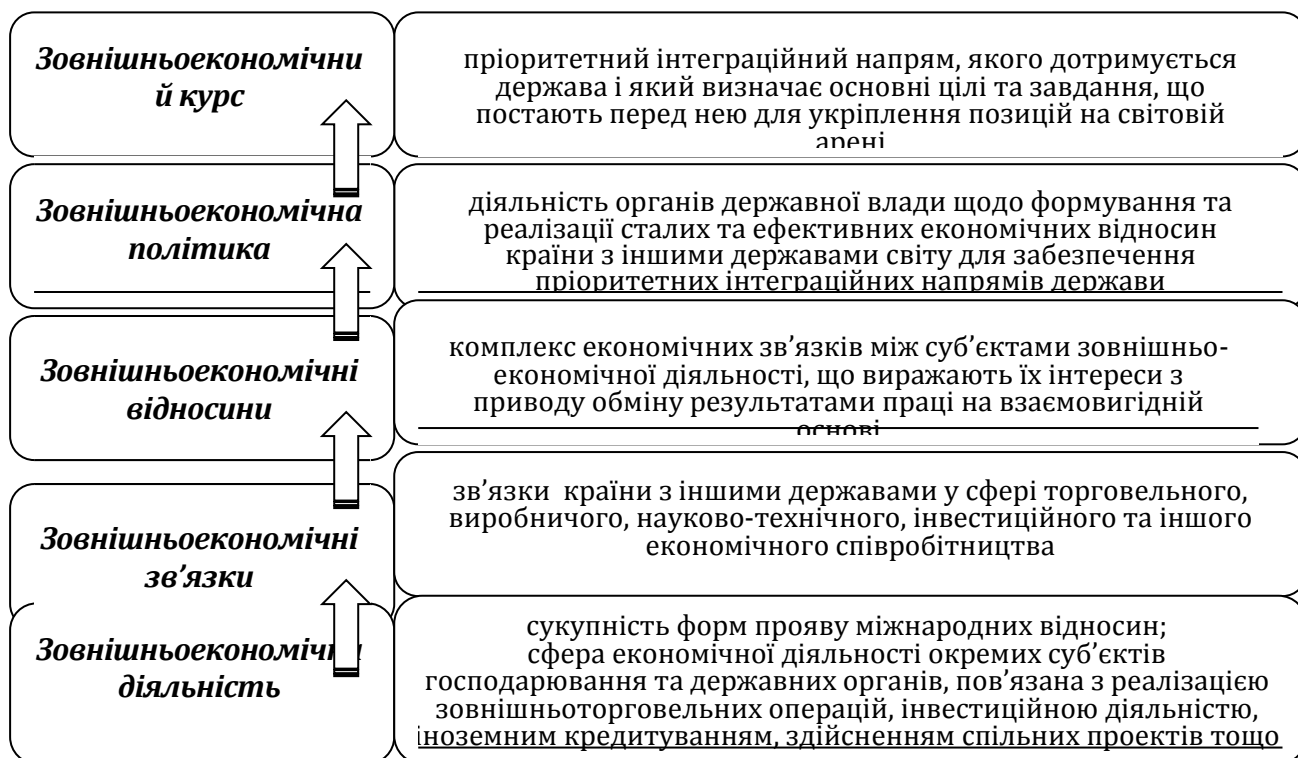 Зовнішньоекономічни
й курс
пріоритетний інтеграційний напрям, якого дотримується
держава і який визначає основні цілі та завдання, що
постають перед нею для укріплення позицій на світовій
арені
Зовнішньоекономічна
політика
діяльність органів державної влади щодо формування та
реалізації сталих та ефективних економічних відносин
країни з іншими державами світу для забезпечення
пріоритетних інтеграційних напрямів держави
Зовнішньоекономічні
відносини
комплекс економічних зв’язків між суб’єктами зовнішньо-
економічної діяльності, що виражають їх інтереси з
приводу обміну результатами праці на взаємовигідній
основі
Зовнішньоекономічні
зв’язки
зв’язки країни з іншими державами у сфері торговельного,
виробничого, науково-технічного, інвестиційного та іншого
економічного співробітництва
Зовнішньоекономічна
діяльність
сукупність форм прояву міжнародних відносин;
сфера економічної діяльності окремих суб’єктів
господарювання та державних органів, пов’язана з реалізацією
зовнішньоторговельних операцій, інвестиційною діяльністю,
іноземним кредитуванням, здійсненням спільних проектів тощо